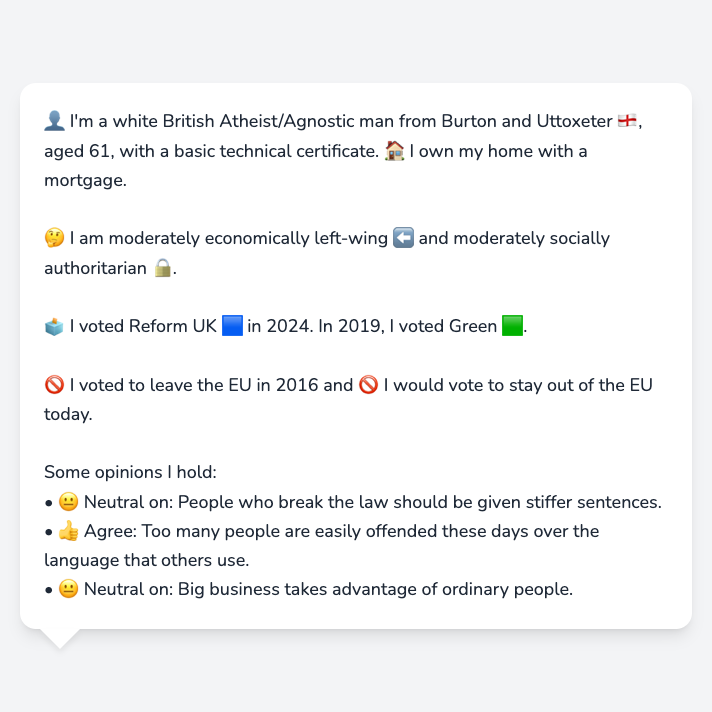 👤 I'm a white British Atheist/Agnostic man from Burton and Uttoxeter 🏴󠁧󠁢󠁥󠁮󠁧󠁿,
aged 61, with a basic technical certificate. 🏠 I own my home with a
mortgage.
🤔 I am moderately economically left-wing ⬅️ and moderately socially
authoritarian 🔒.
🗳️ I voted Reform UK 🟦 in 2024. In 2019, I voted Green 🟩.
🚫 I voted to leave the EU in 2016 and 🚫 I would vote to stay out of the EU
today.
Some opinions I hold:
• 😐 Neutral on: People who break the law should be given stiffer sentences.
• 👍 Agree: Too many people are easily offended these days over the
language that others use.
• 😐 Neutral on: Big business takes advantage of ordinary people.